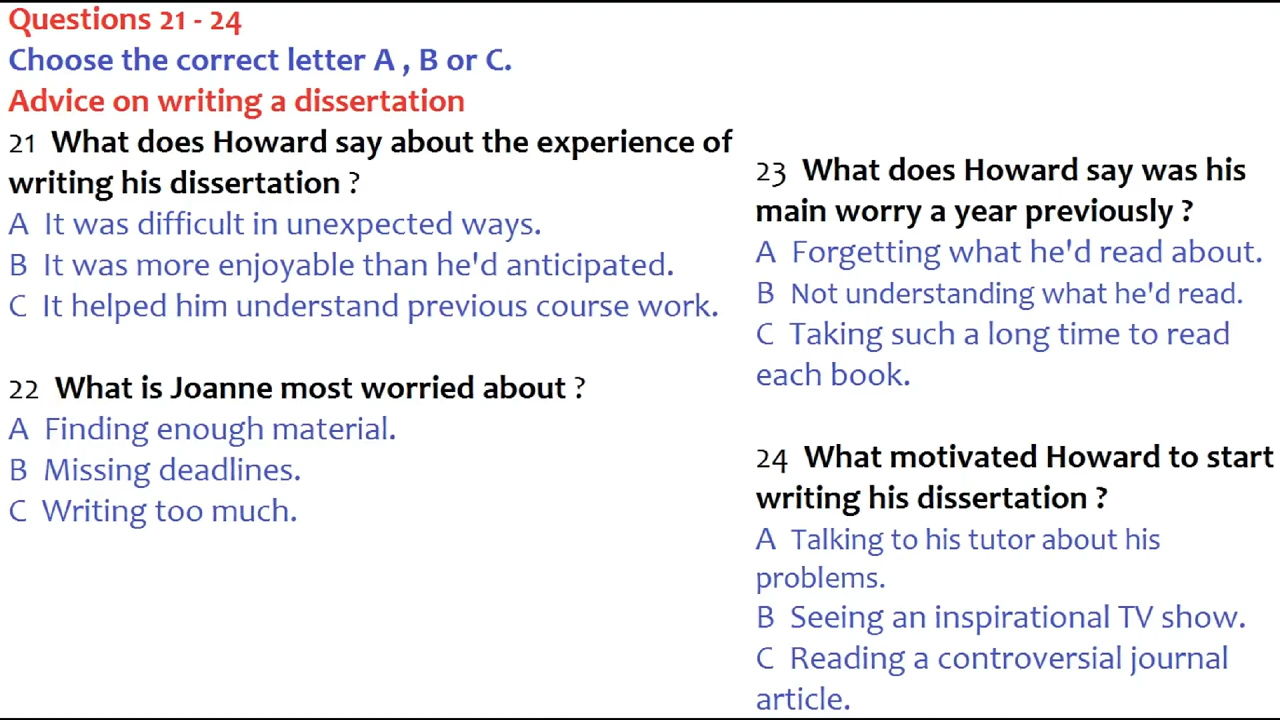 Questions 21 - 24
Choose the correct letter A , B or C.
Advice on writing a dissertation
21 What does Howard say about the experience of
writing his dissertation ?
A It was difficult in unexpected ways.
B It was more enjoyable than he'd anticipated.
C It helped him understand previous course work.
22 What is Joanne most worried about ?
A Finding enough material.
B Missing deadlines.
C Writing too much.
23 What does Howard say was his
main worry a year previously ?
A Forgetting what he'd read about.
B Not understanding what he'd read.
C Taking such a long time to read
each book.
24 What motivated Howard to start
writing his dissertation ?
A Talking to his tutor about his
problems.
B Seeing an inspirational TV show.
C Reading a controversial journal
article.